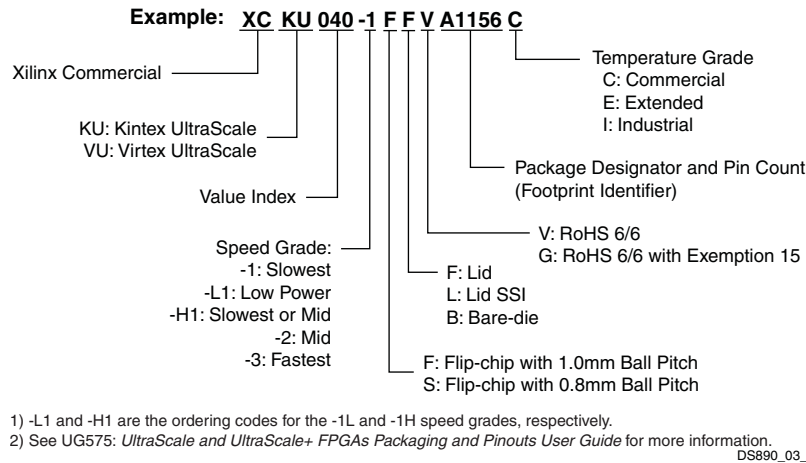 Example: XC KU 040 -1 F F V A1156 C
Temperature Grade
C: Commercial
E: Extended
I: Industrial
Xilinx Commercial
KU: Kintex UltraScale
VU: Virtex UltraScale
Package Designator and Pin Count
(Footprint Identifier)
Value Index
V: RoHS 6/6
G: RoHS 6/6 with Exemption 15
Speed Grade:
-1: Slowest
-L1: Low Power
-H1: Slowest or Mid
-2: Mid
-3: Fastest
F: Lid
L: Lid SSI
B: Bare-die
F: Flip-chip with 1.0mm Ball Pitch
S: Flip-chip with 0.8mm Ball Pitch
1) -L1 and -H1 are the ordering codes for the -1L and -1H speed grades, respectively.
2) See UG575: UltraScale and UltraScale+ FPGAs Packaging and Pinouts User Guide for more information.
DS890_03_